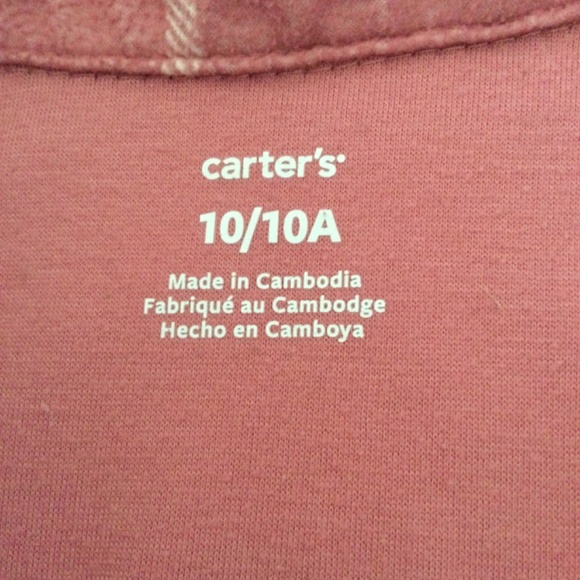 carter's
10/10A
Made in Cambodia
Fabriqué au Cambodge
Hecho en Camboya